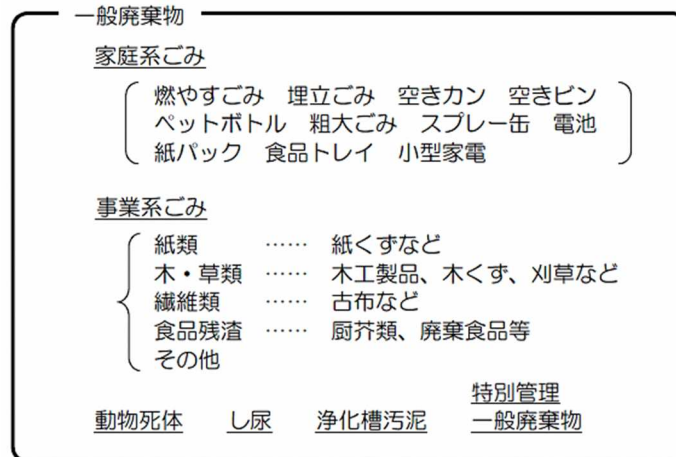 一般廃棄物
家庭系ごみ
燃やすごみ 埋立ごみ 空きカン 空きビン
ペットボトル 粗大ごみ スプレー缶 電池
紙パック 食品トレイ 小型家電
事業系ごみ
紙類 …… 紙くずなど
木・草類 …… 木工製品、木くず、刈草など
繊維類 …… 古布など
食品残渣 …… 厨芥類、廃棄食品等
その他
動物死体 し尿 浄化槽汚泥 特別管理
一般廃棄物